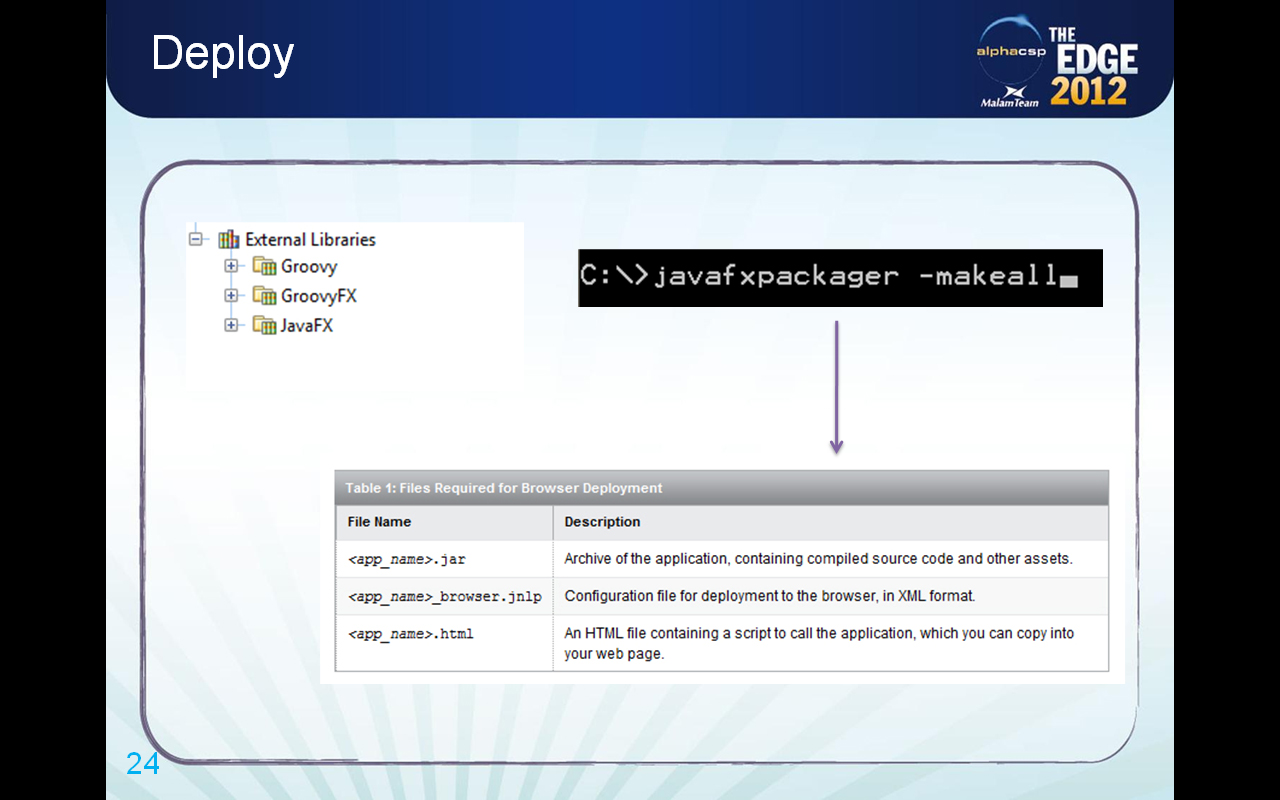 Deploy
alphacsp
THE
EDGE
2012
MalamTeam
External Libraries
Groovy
GroovyFX
JavaFX
C:\>javafxpackager -makeall
Table 1: Files Required for Browser Deployment
File Name Description
<app_name>.jar Archive of the application, containing compiled source code and other assets.
<app_name>_browser.jnlp Configuration file for deployment to the browser, in XML format.
<app_name>.html An HTML file containing a script to call the application, which you can copy into
your web page.
24